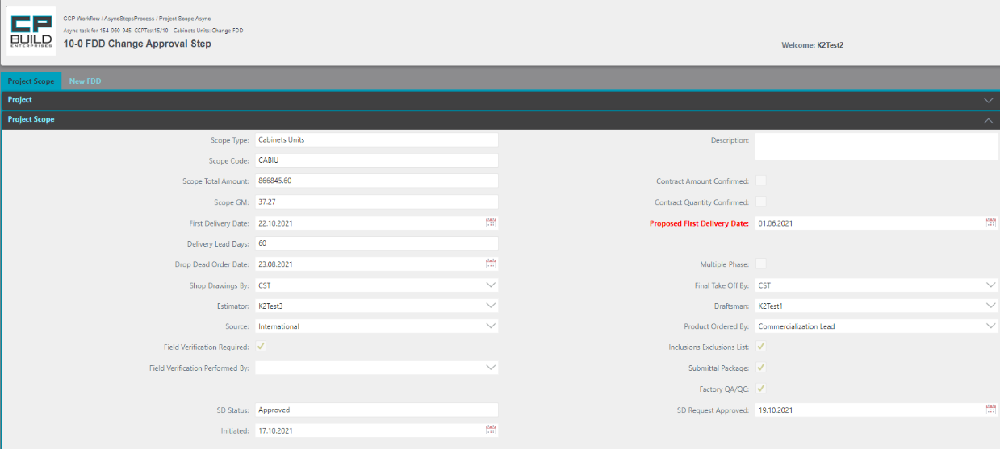 CP
BUILD
ENTERPRISES
CCP Workflow / AsyncStepsProcess / Project Scope Async
Async task for 154-960-945: CCPTest15/10 - Cabinets Units: Change FDD
10-0 FDD Change Approval Step
Welcome: K2Test2
Project Scope
New FDD
Project
Project Scope
Scope Type: Cabinets Units
Description:
Scope Code: CABIU
Scope Total Amount: 866845.60
Contract Amount Confirmed:
Scope GM: 37.27
Contract Quantity Confirmed:
First Delivery Date: 22.10.2021
Proposed First Delivery Date: 01.06.2021
Delivery Lead Days: 60
Drop Dead Order Date: 23.08.2021
Multiple Phase:
Shop Drawings By: CST
Final Take Off By: CST
Estimator: K2Test3
Draftsman: K2Test1
Source: International
Product Ordered By: Commercialization Lead
Field Verification Required:
Inclusions Exclusions List:
Field Verification Performed By:
Submittal Package:
Factory QA/QC:
SD Status: Approved
SD Request Approved: 19.10.2021
Initiated: 17.10.2021